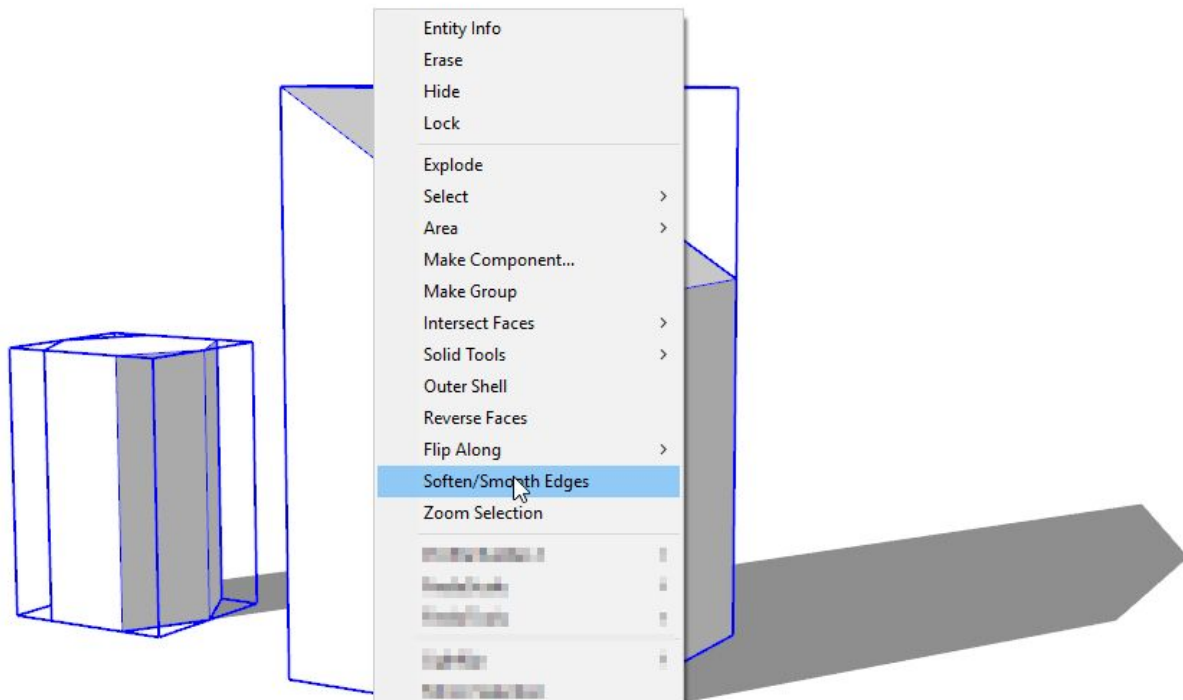 Entity Info
Erase
Hide
Lock
Explode
Select
Area
Make Component...
Make Group
Intersect Faces
Solid Tools
Outer Shell
Reverse Faces
Flip Along
Soften/Smooth Edges
Zoom Selection